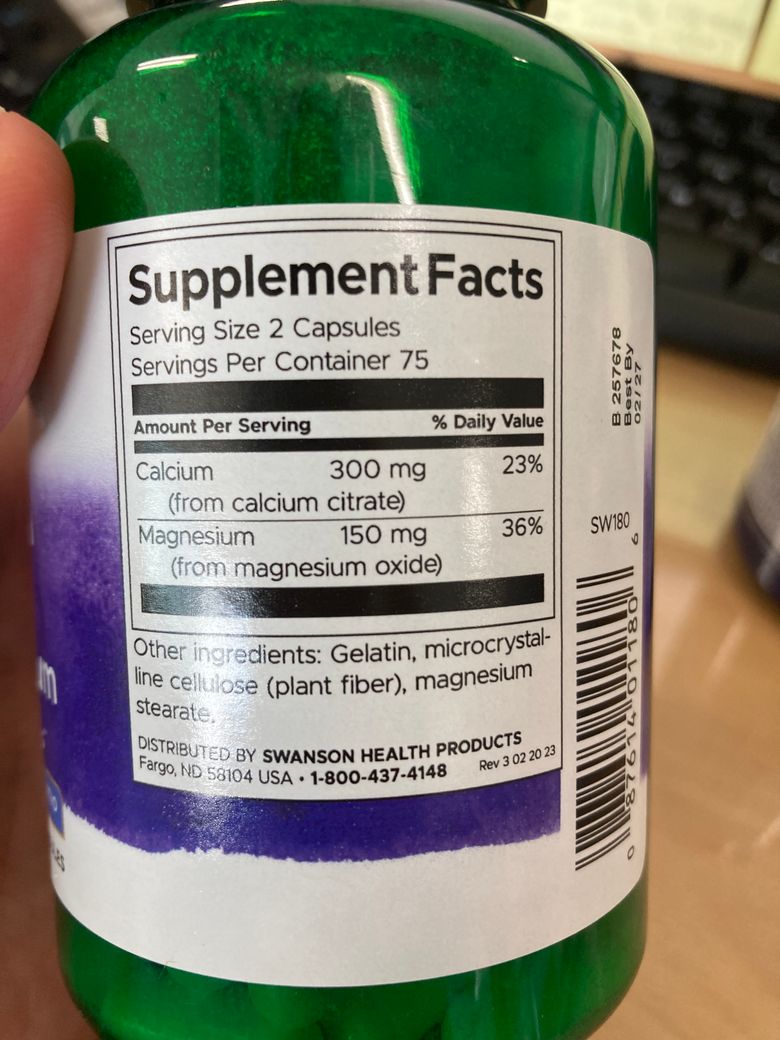 Supplement Facts
Serving Size 2 Capsules
Servings Per Container 75
Amount Per Serving % Daily Value
Calcium 300 mg 23%
(from calcium citrate)
Magnesium 150 mg 36%
(from magnesium oxide)
Other ingredients: Gelatin, microcrystal-
line cellulose (plant fiber), magnesium
stearate.
DISTRIBUTED BY SWANSON HEALTH PRODUCTS
Fargo, ND 58104 USA • 1-800-437-4148 Rev 3 02 20 23
B 257678
Best By
02/27
SW180
0 87614 01180 6